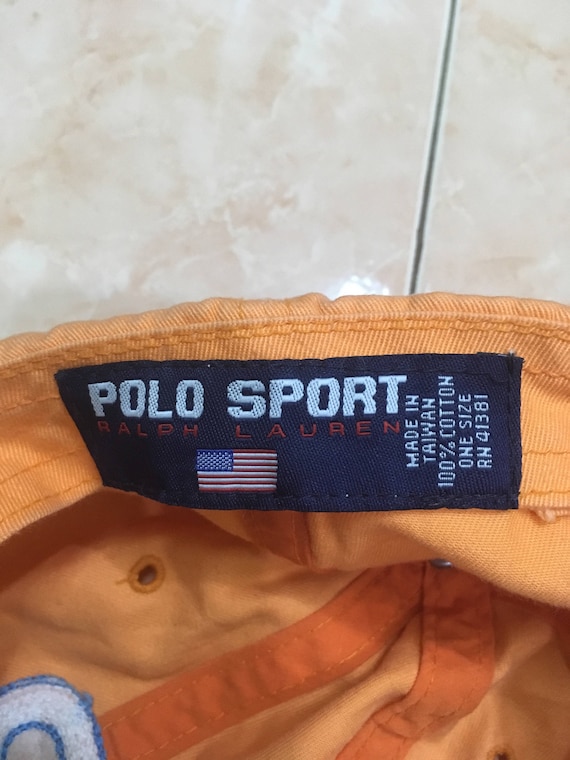 POLO SPORT
RALPH LAUREN
MADE IN
TAIWAN
100% COTTON
ONE SIZE
RN 41381